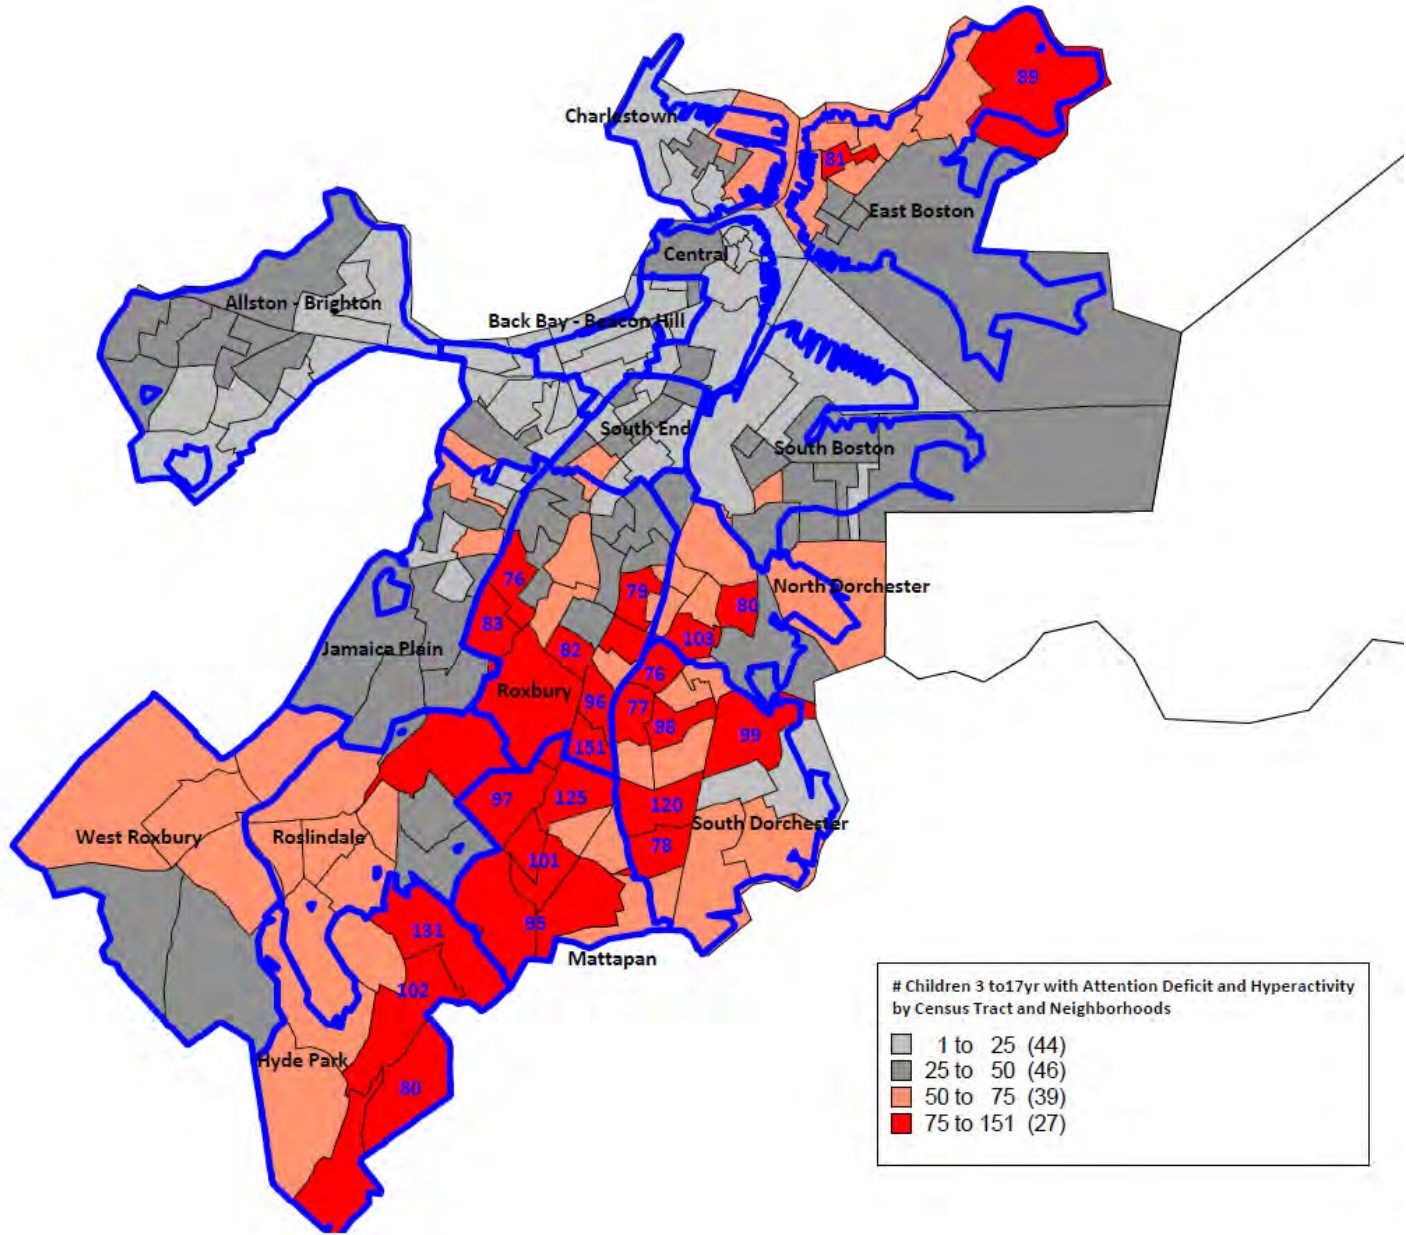 89
Charlestown
81
East Boston
Central
Allston - Brighton
Back Bay - Beacon Hill
South End
South Boston
76
79
80
North Dorchester
83
103
82
Jamaica Plain
76
Roxbury
96
77
98
99
151
97
125
120
West Roxbury
Roslindale
South Dorchester
78
101
95
131
Mattapan
102
Hyde Park
80
# Children 3 to17yr with Attention Deficit and Hyperactivity
by Census Tract and Neighborhoods
1 to 25 (44)
25 to 50 (46)
50 to 75 (39)
75 to 151 (27)